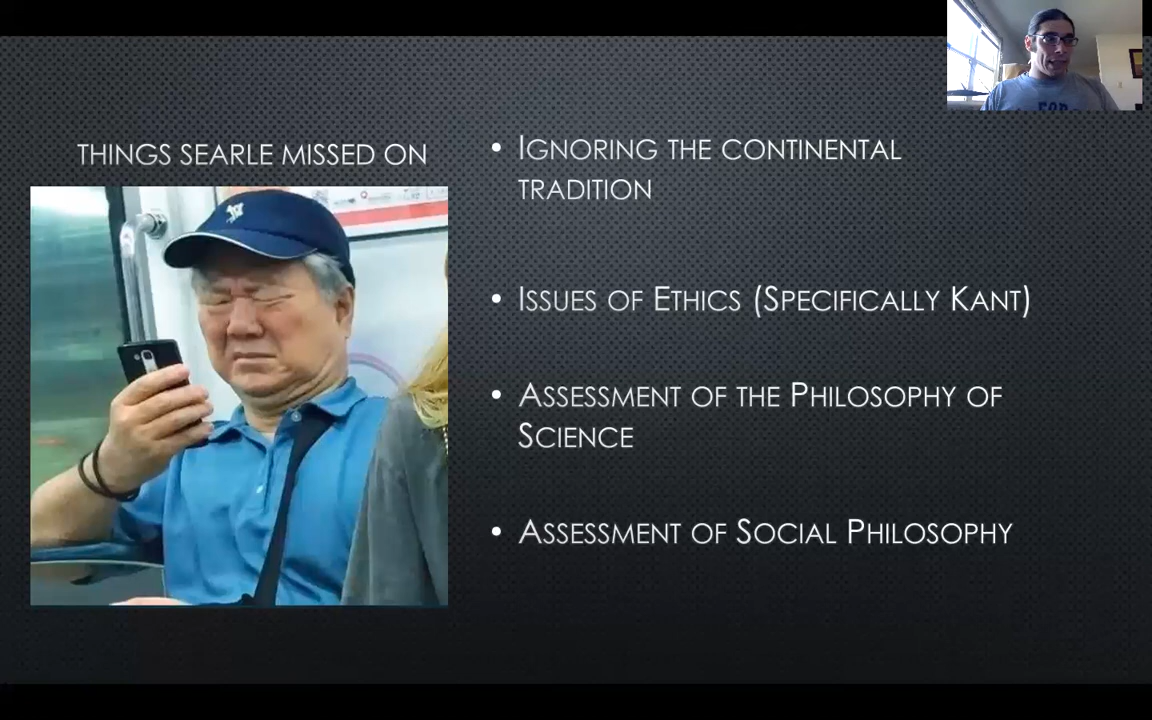 THINGS SEARLE MISSED ON
• IGNORING THE CONTINENTAL
TRADITION
• ISSUES OF ETHICS (SPECIFICALLY KANT)
• ASSESSMENT OF THE PHILOSOPHY OF
SCIENCE
• ASSESSMENT OF SOCIAL PHILOSOPHY